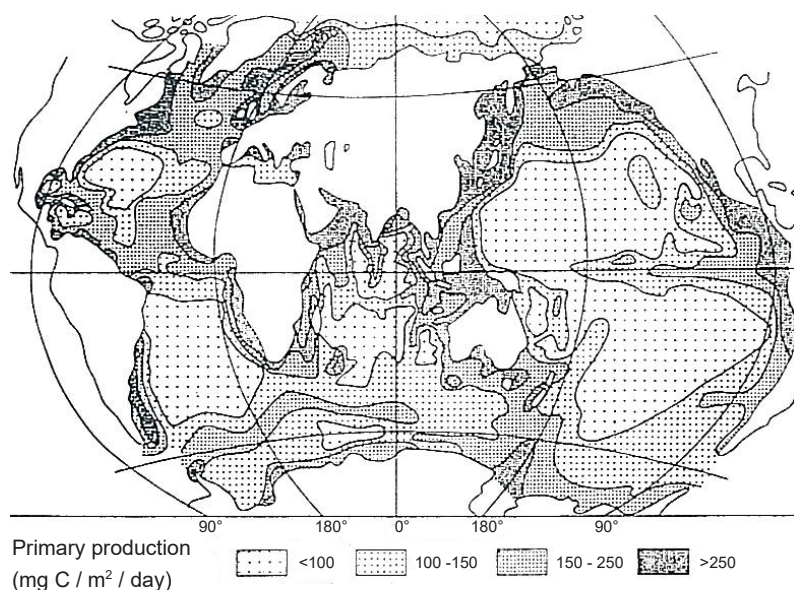 90° 180° 0° 180° 90°
Primary production
(mg C / m² / day)
<100 100 -150 150 - 250 >250